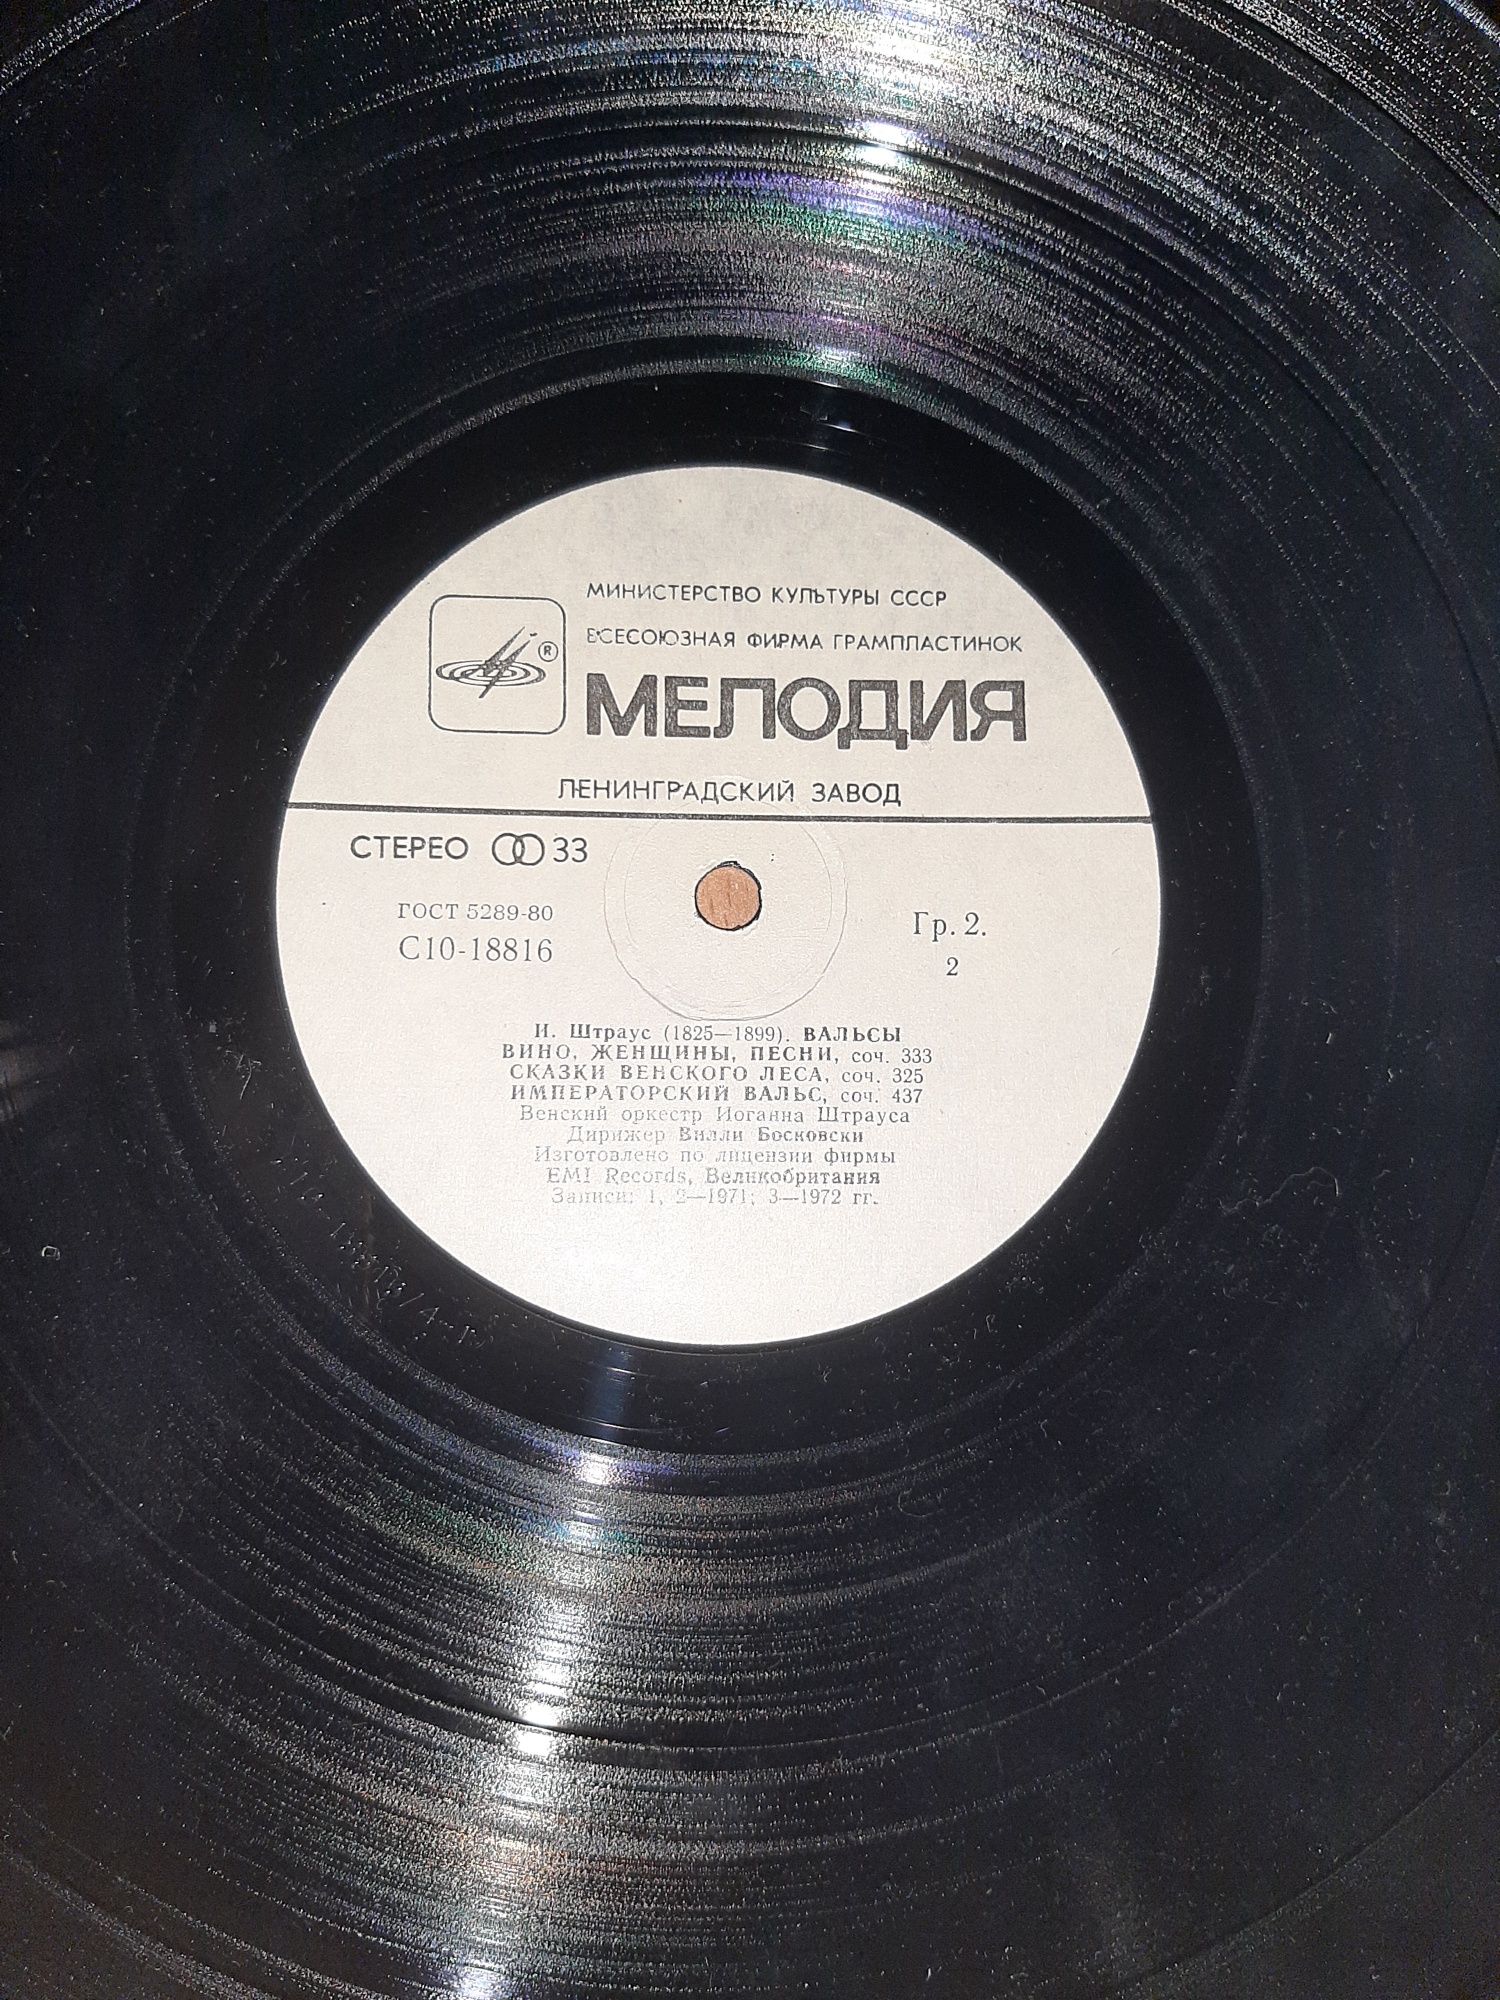 МИНИСТЕРСТВО КУЛЬТУРЫ СССР
ВСЕСОЮЗНАЯ ФИРМА ГРАМПЛАСТИНОК
®
МЕЛОДИЯ
ЛЕНИНГРАДСКИЙ ЗАВОД
СТЕРЕО 33
ГОСТ 5289-80
С10-18816
Гр. 2.
2
И. Штраус (1825—1899). ВАЛЬСЫ
ВИНО, ЖЕНЩИНЫ, ПЕСНИ, соч. 333
СКАЗКИ ВЕНСКОГО ЛЕСА, соч. 325
ИМПЕРАТОРСКИЙ ВАЛЬС, соч. 437
Венский оркестр Иоганна Штрауса
Дирижер Вилли Босковски
Изготовлено по лицензии фирмы
EMI Records, Великобритания
Записи: 1, 2—1971; 3—1972 гг.